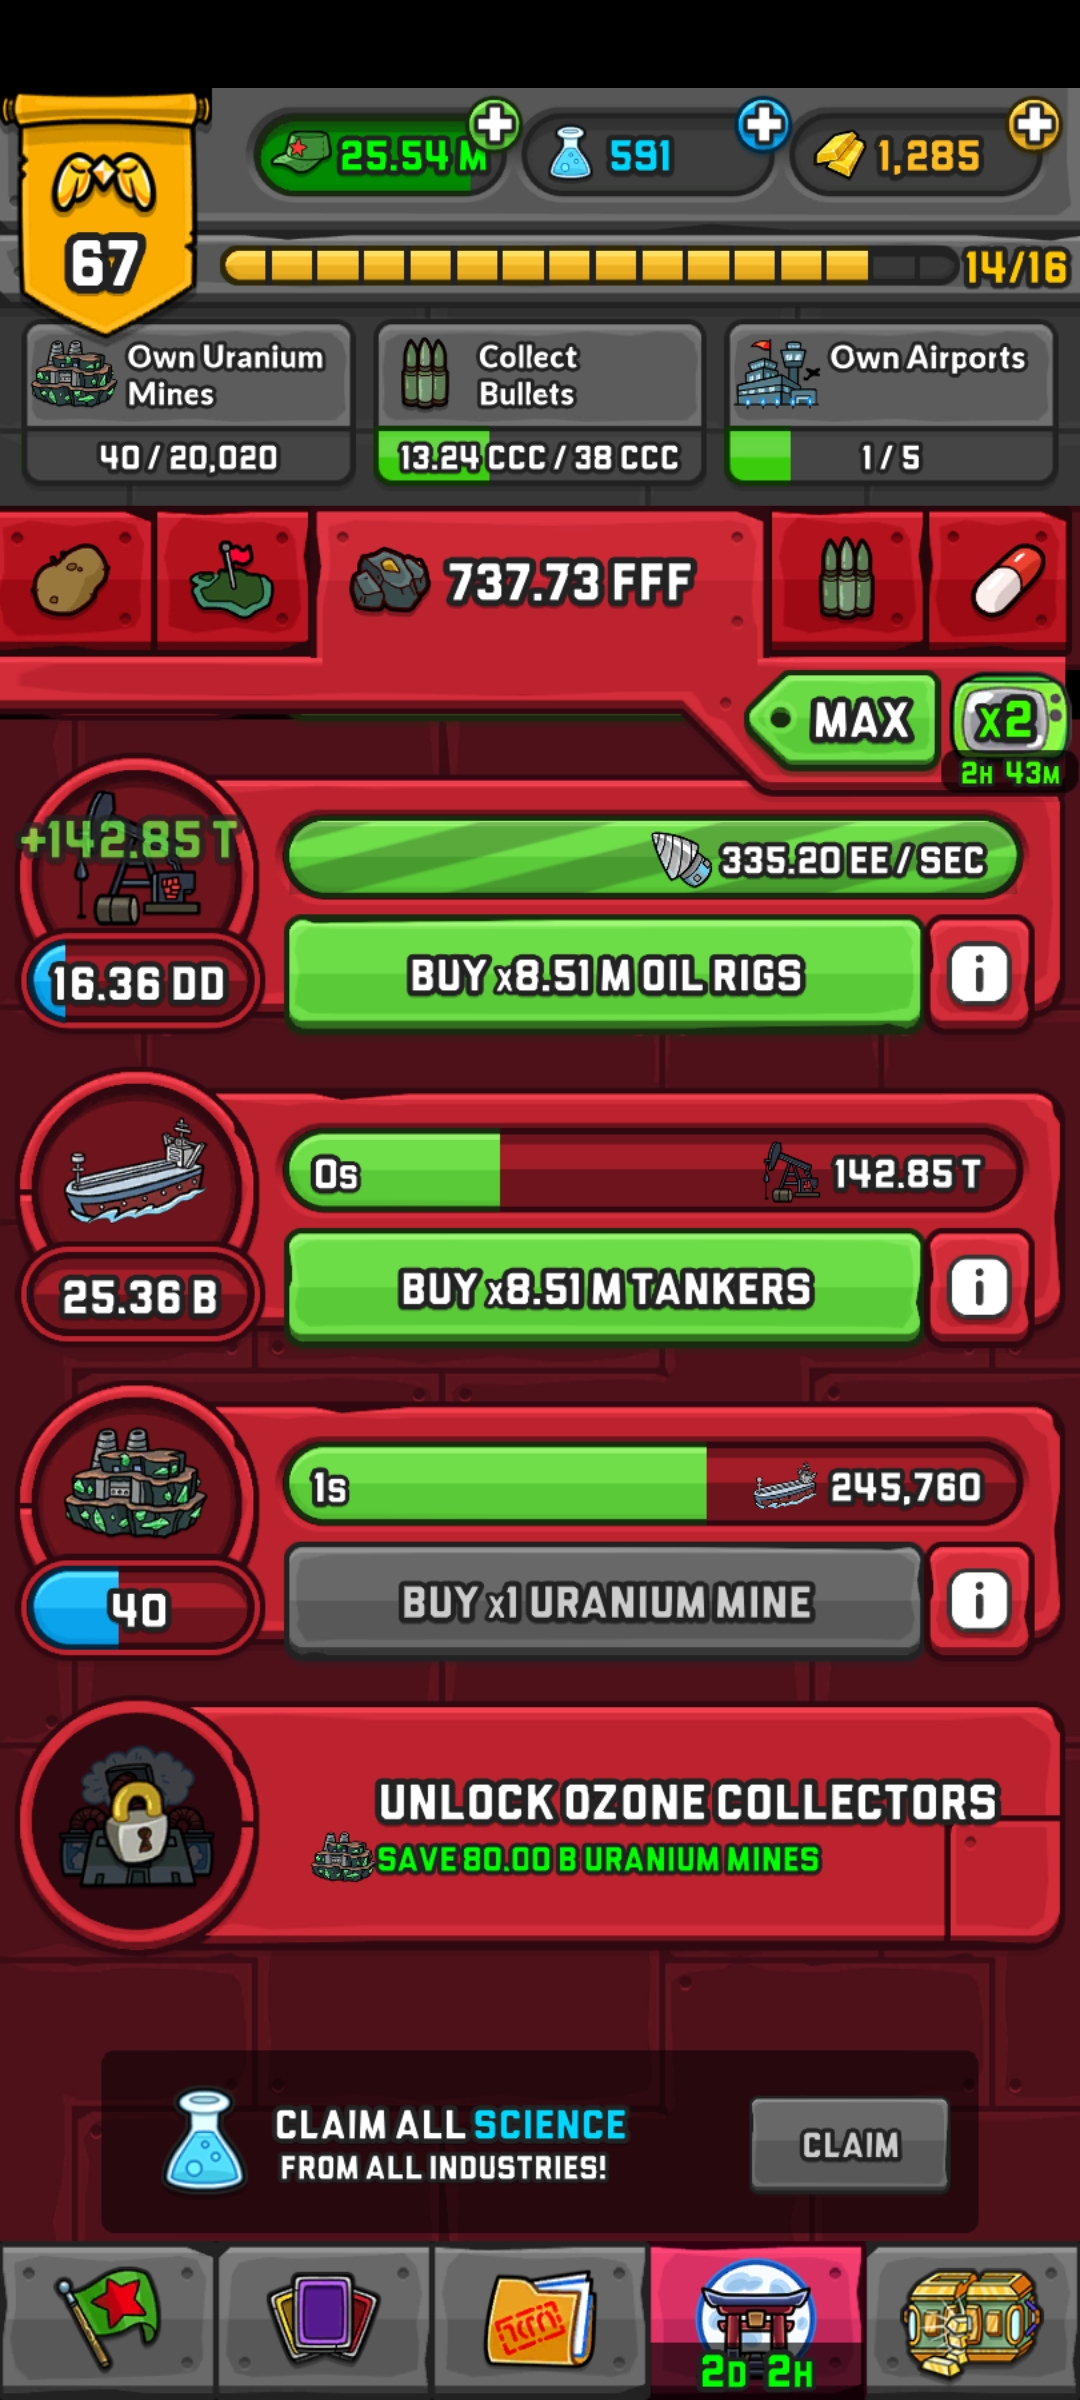 25.54 M
591
1,285
67
14/16
Own Uranium
Mines
40 / 20,020
Collect
Bullets
13.24 CCC / 38 CCC
Own Airports
1 / 5
737.73 FFF
MAX
x2
2H 43M
+142.85 T
335.20 EE / SEC
16.36 DD
BUY x8.51 M OIL RIGS
i
0s
142.85 T
25.36 B
BUY x8.51 M TANKERS
i
1s
245,760
40
BUY x1 URANIUM MINE
i
UNLOCK OZONE COLLECTORS
SAVE 80.00 B URANIUM MINES
CLAIM ALL SCIENCE
FROM ALL INDUSTRIES!
CLAIM
2D 2H